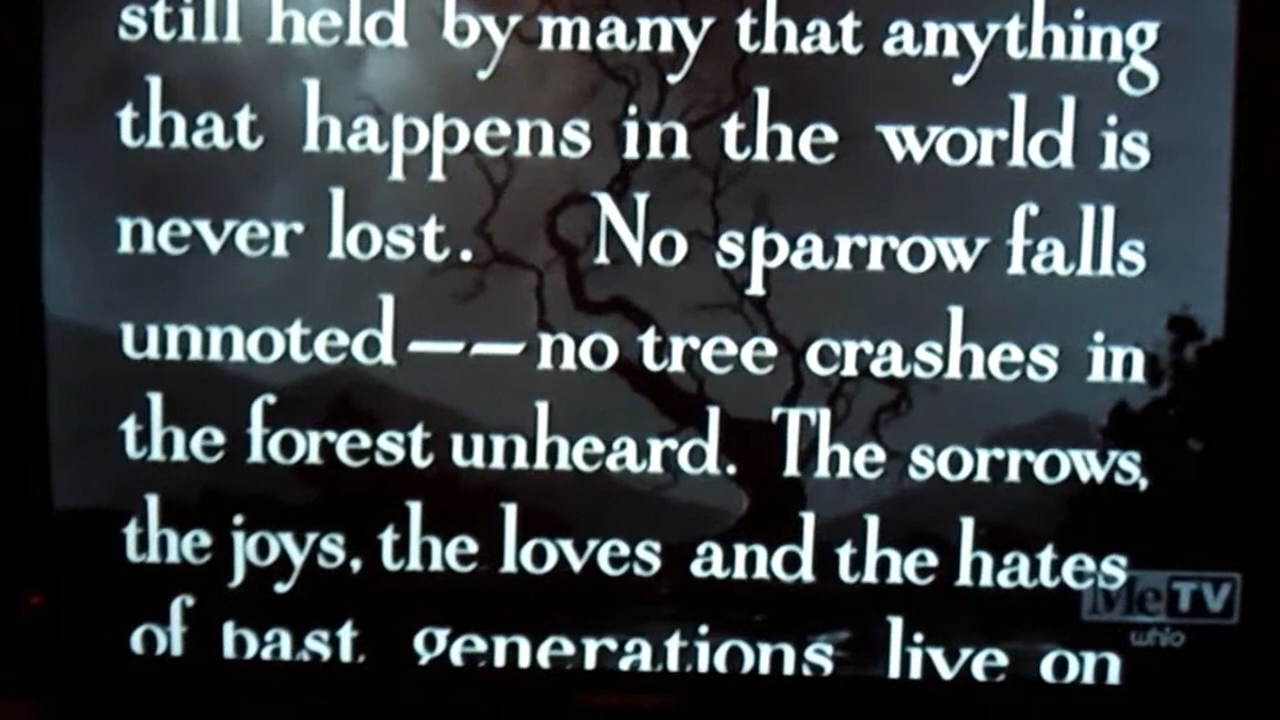 still held by many that anything
that happens in the world is
never lost. No sparrow falls
unnoted——no tree crashes in
the forest unheard. The sorrows,
the joys, the loves and the hates
of past generations live on
MeTV
whio